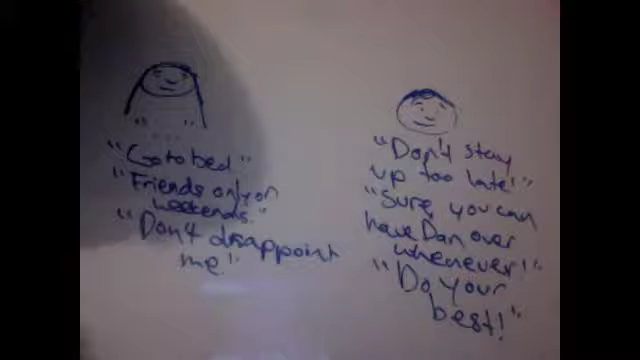 "Go to bed"
"Friends only on
weekends."
"Don't disappoint
me!"
"Don't stay
up too late!"
"Sure, you can
have Dan over
whenever!"
"Do your
best!"